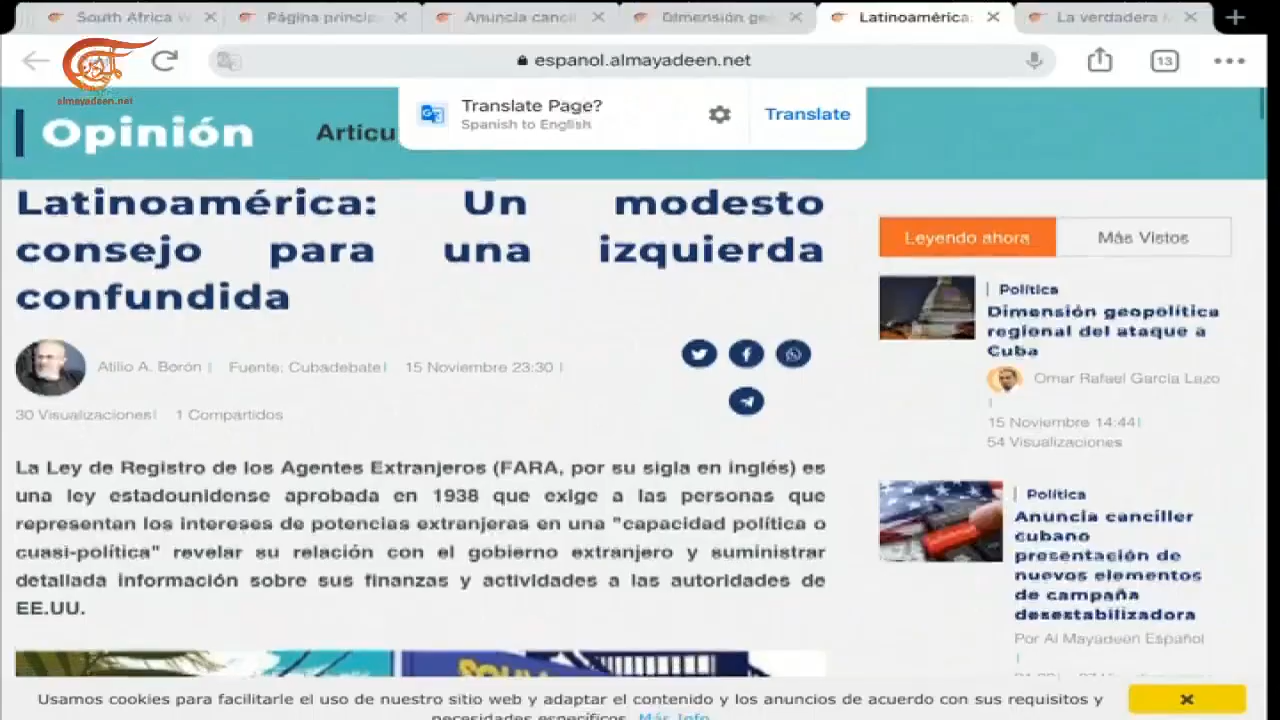 South Africa
Página princip
Anuncia canci
Dimensión ge
Latinoamérica:
La verdadera
almayadeen.net
espanol.almayadeen.net
13
Translate Page?
Spanish to English
Translate
Opinión
Artícu
Latinoamérica: Un modesto
consejo para una izquierda
confundida
Atilio A. Borón
Fuente: Cubadebate
15 Noviembre 23:30
30 Visualizaciones
1 Compartidos
La Ley de Registro de los Agentes Extranjeros (FARA, por su sigla en inglés) es
una ley estadounidense aprobada en 1938 que exige a las personas que
representan los intereses de potencias extranjeras en una "capacidad política o
cuasi-política" revelar su relación con el gobierno extranjero y suministrar
detallada información sobre sus finanzas y actividades a las autoridades de
EE.UU.
Leyendo ahora
Más Vistos
Política
Dimensión geopolítica
regional del ataque a
Cuba
Omar Rafael García Lazo
15 Noviembre 14:44
54 Visualizaciones
Política
Anuncia canciller
cubano
presentación de
nuevos elementos
de campaña
desestabilizadora
Por Al Mayadeen Español
Usamos cookies para facilitarle el uso de nuestro sitio web y adaptar el contenido y los anuncios de acuerdo con sus requisitos y
necesidades específicos. Más Info